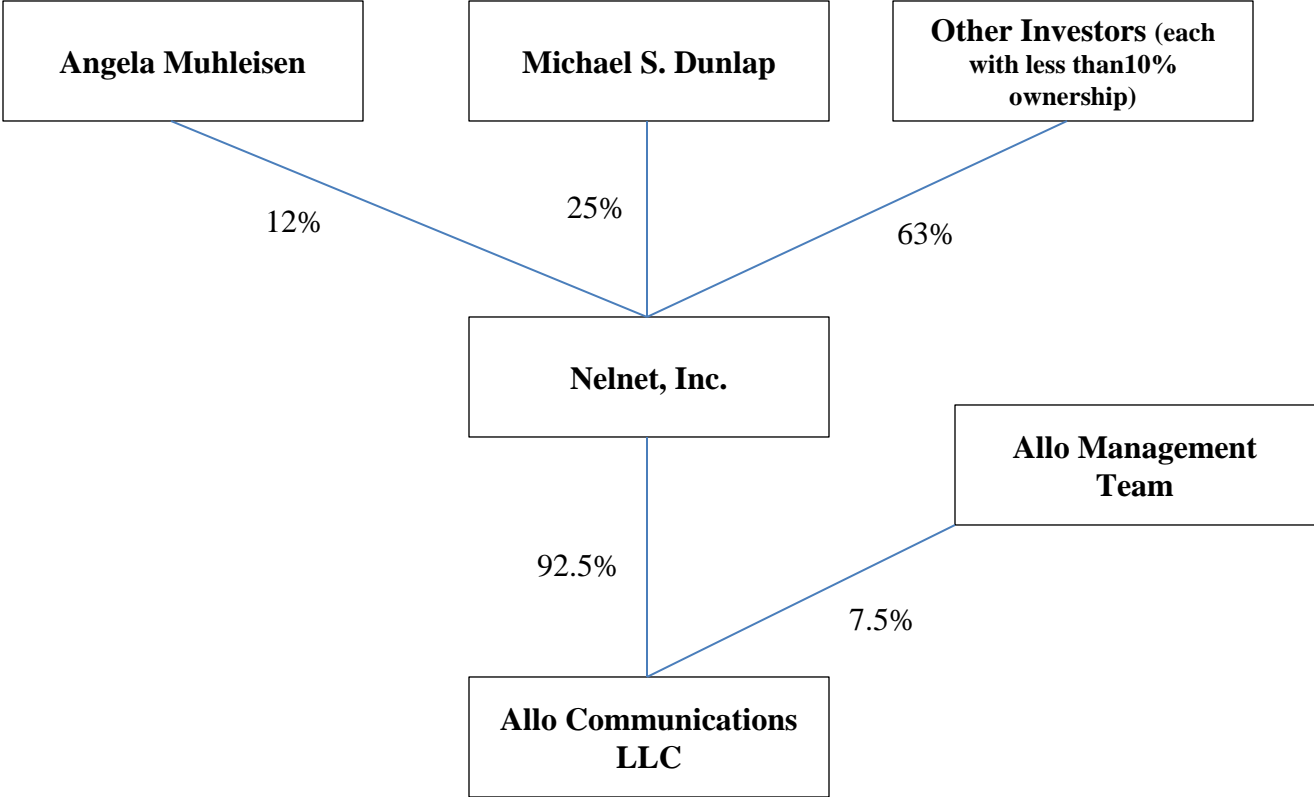 Angela Muhleisen
Michael S. Dunlap
Other Investors (each
with less than10%
ownership)
12%
25%
63%
Nelnet, Inc.
Allo Management
Team
92.5%
7.5%
Allo Communications
LLC